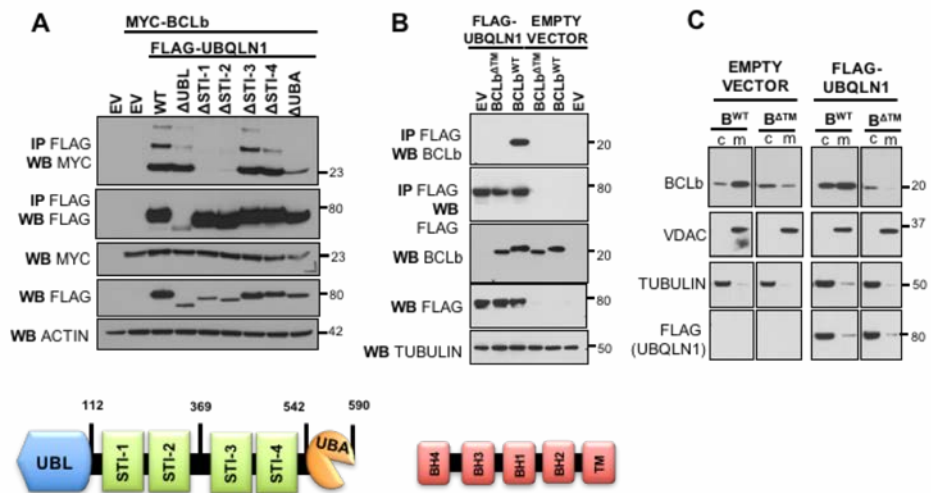 A
MYC-BCLb
FLAG-UBQLN1
EV
EV
WT
ΔUBL
ΔSTI-1
ΔSTI-2
ΔSTI-3
ΔSTI-4
ΔUBA
IP FLAG
WB MYC
23
IP FLAG
WB FLAG
80
WB MYC
23
WB FLAG
80
WB ACTIN
42
B
FLAG- EMPTY
UBQLN1 VECTOR
EV
BCLbΔTM
BCLbWT
BCLbΔTM
BCLbWT
EV
IP FLAG
WB BCLb
20
IP FLAG
WB
FLAG
80
WB BCLb
20
WB FLAG
80
WB TUBULIN
50
C
EMPTY
VECTOR
FLAG-
UBQLN1
BWT BΔTM BWT BΔTM
c m c m c m c m
BCLb
20
VDAC
37
TUBULIN
50
FLAG
(UBQLN1)
80
112 369 542 590
UBL
STI-1
STI-2
STI-3
STI-4
UBA
BH4
BH3
BH1
BH2
TM